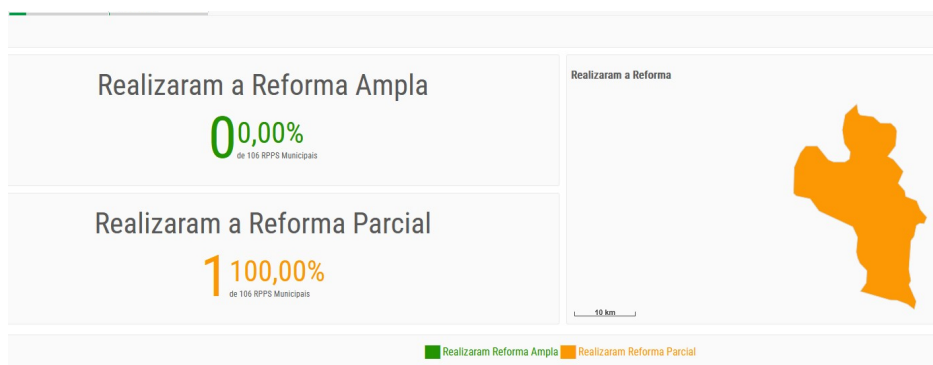 Realizaram a Reforma Ampla
0 0,00%
de 106 RPPS Municipais
Realizaram a Reforma Parcial
1 100,00%
de 106 RPPS Municipais
Realizaram a Reforma
10 km
Realizaram Reforma Ampla Realizaram Reforma Parcial